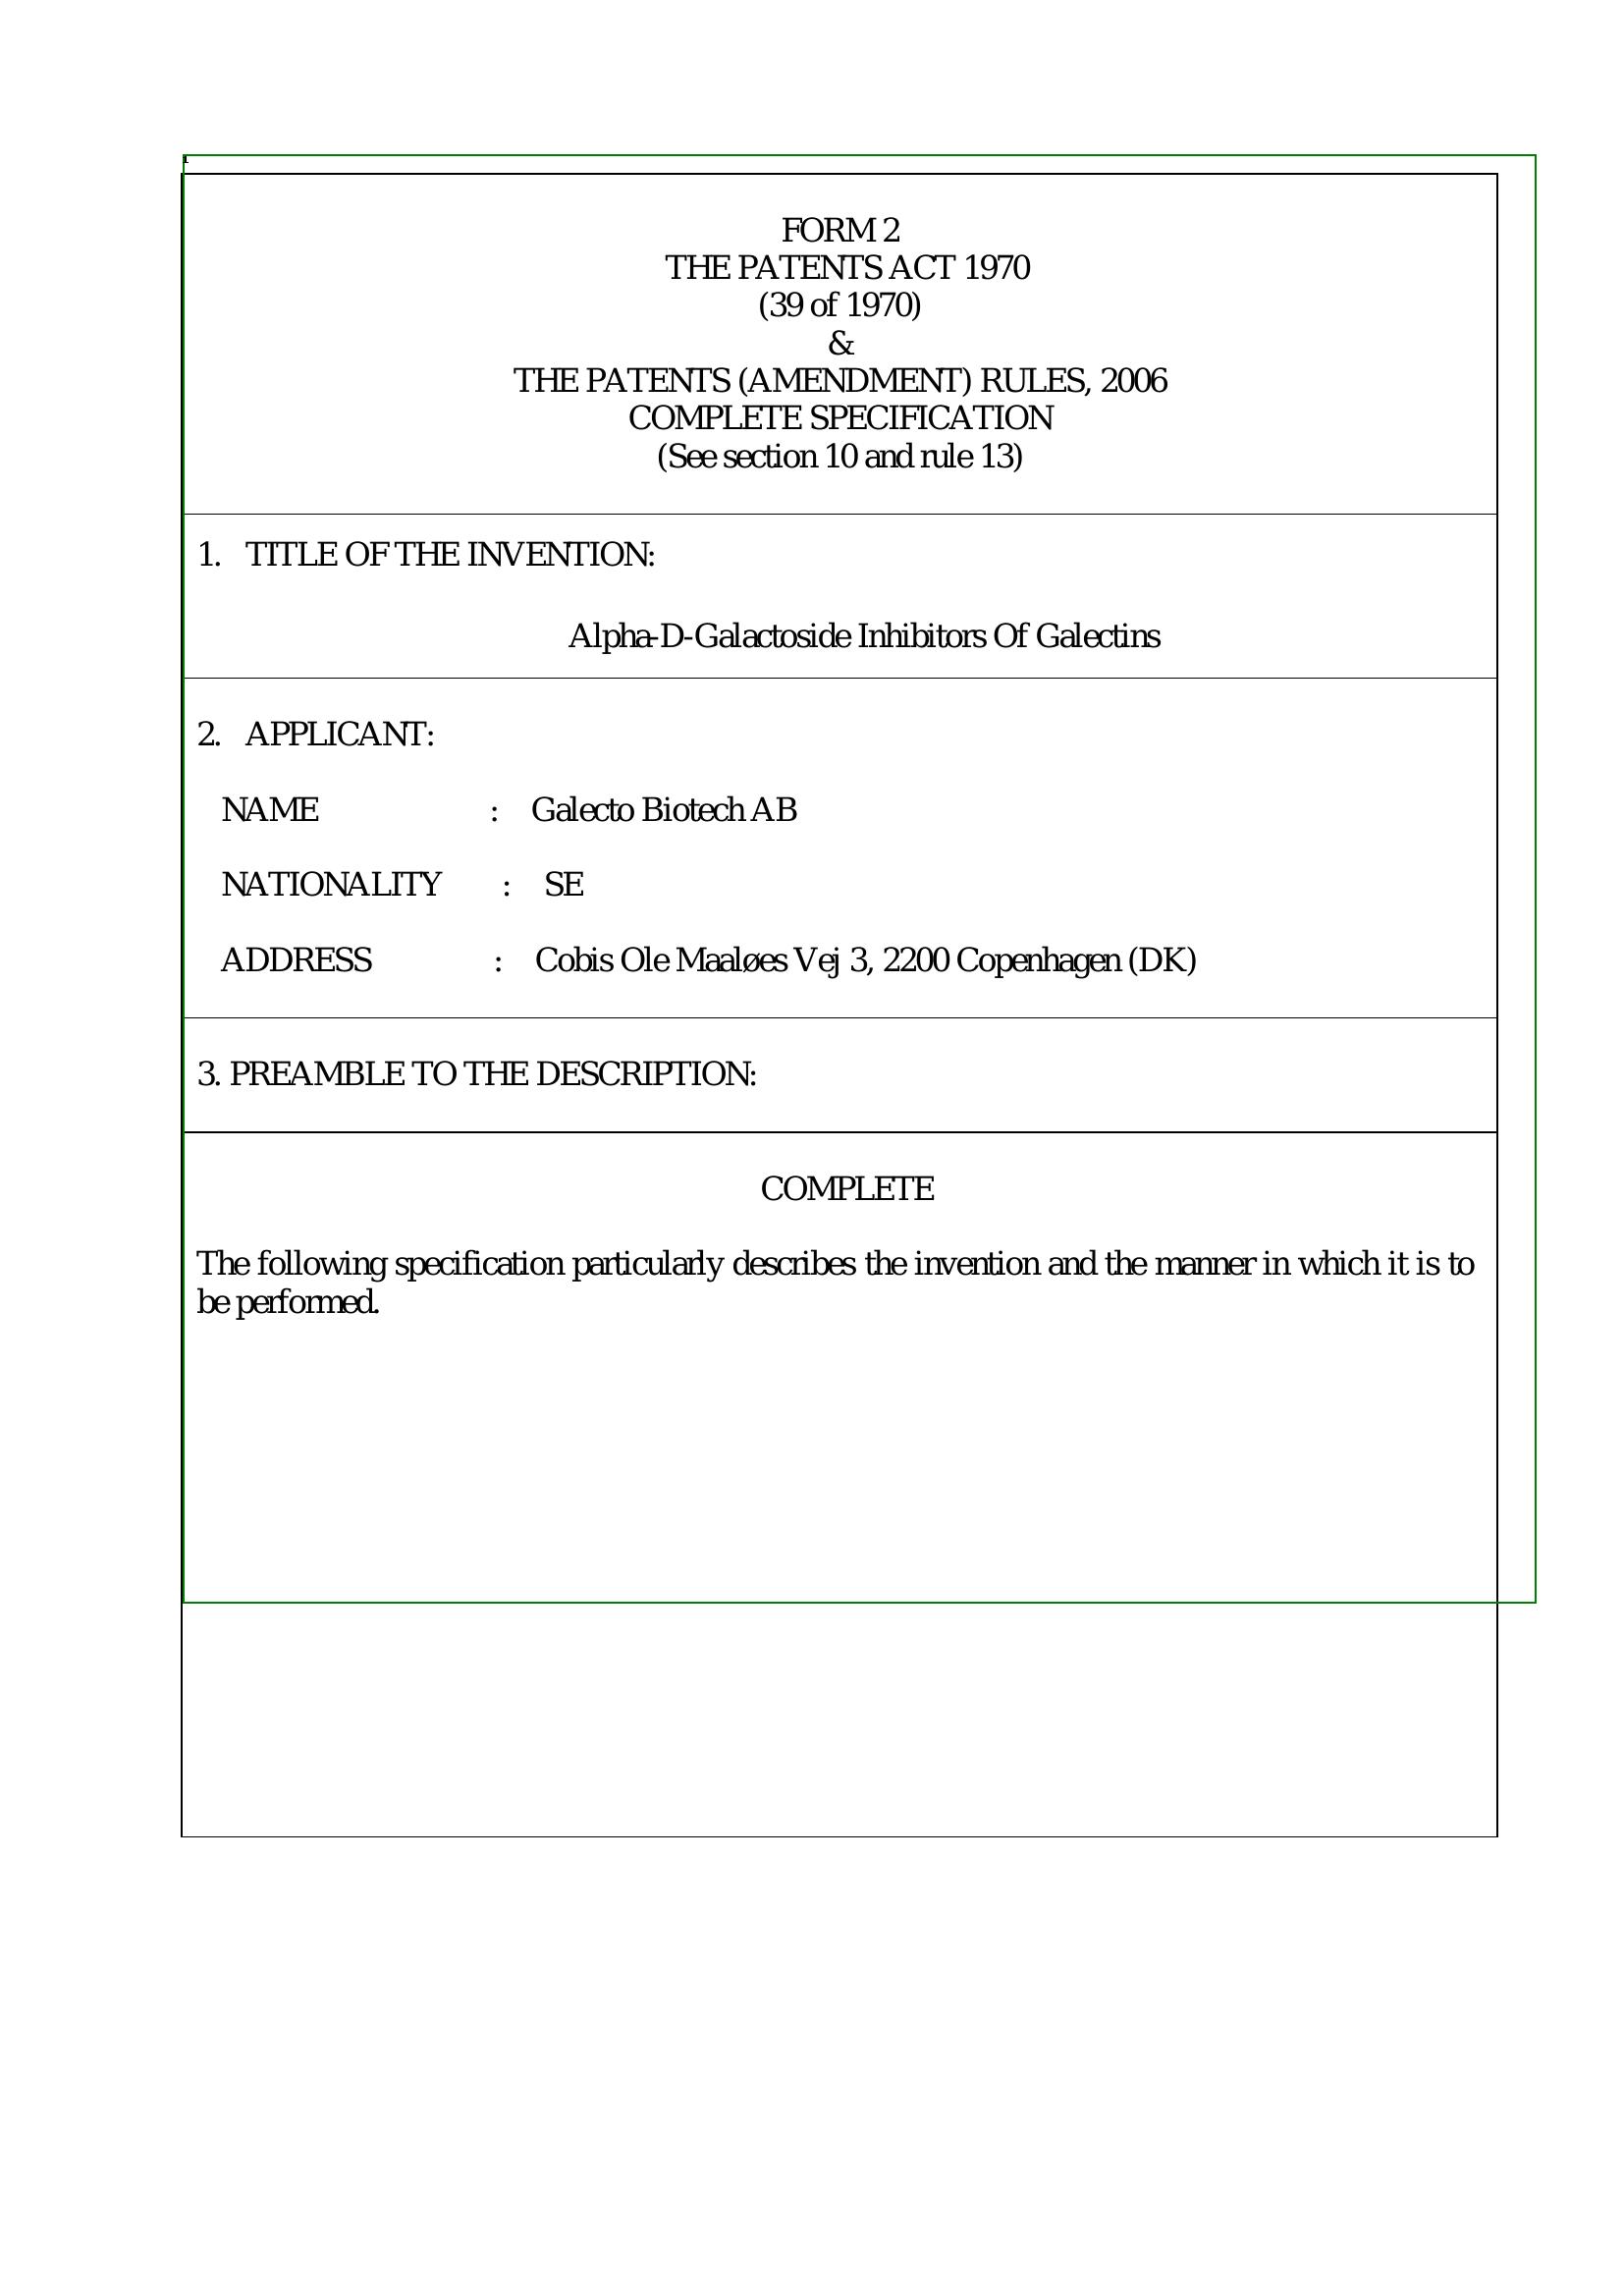 FORM 2
THE PATENTS ACT 1970
(39 of 1970)
&
THE PATENTS (AMENDMENT) RULES, 2006
COMPLETE SPECIFICATION
(See section 10 and rule 13)
1. TITLE OF THE INVENTION:
Alpha-D-Galactoside Inhibitors Of Galectins
2. APPLICANT:
NAME : Galecto Biotech AB
NATIONALITY : SE
ADDRESS : Cobis Ole Maaløes Vej 3, 2200 Copenhagen (DK)
3. PREAMBLE TO THE DESCRIPTION:
COMPLETE
The following specification particularly describes the invention and the manner in which it is to
be performed.